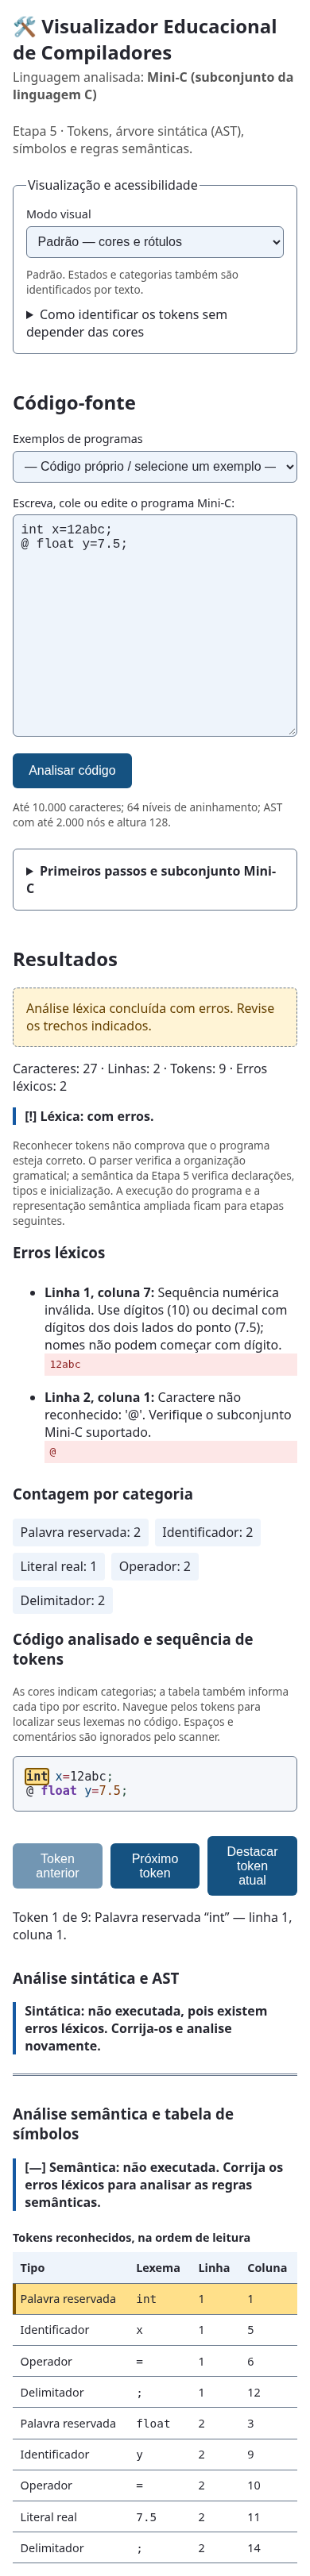 🛠️ Visualizador Educacional
de Compiladores
Linguagem analisada: Mini-C (subconjunto da
linguagem C)
Etapa 5 · Tokens, árvore sintática (AST),
símbolos e regras semânticas.
Visualização e acessibilidade
Modo visual
Padrão — cores e rótulos
Padrão. Estados e categorias também são
identificados por texto.
▶ Como identificar os tokens sem
depender das cores
Código-fonte
Exemplos de programas
— Código próprio / selecione um exemplo —
Escreva, cole ou edite o programa Mini-C:
int x=12abc;
@ float y=7.5;
Analisar código
Até 10.000 caracteres; 64 níveis de aninhamento; AST
com até 2.000 nós e altura 128.
▶ Primeiros passos e subconjunto Mini-
C
Resultados
Análise léxica concluída com erros. Revise
os trechos indicados.
Caracteres: 27 · Linhas: 2 · Tokens: 9 · Erros
léxicos: 2
[!] Léxica: com erros.
Reconhecer tokens não comprova que o programa
esteja correto. O parser verifica a organização
gramatical; a semântica da Etapa 5 verifica declarações,
tipos e inicialização. A execução do programa e a
representação semântica ampliada ficam para etapas
seguintes.
Erros léxicos
• Linha 1, coluna 7: Sequência numérica
inválida. Use dígitos (10) ou decimal com
dígitos dos dois lados do ponto (7.5);
nomes não podem começar com dígito.
12abc
• Linha 2, coluna 1: Caractere não
reconhecido: '@'. Verifique o subconjunto
Mini-C suportado.
@
Contagem por categoria
Palavra reservada: 2 Identificador: 2
Literal real: 1 Operador: 2
Delimitador: 2
Código analisado e sequência de
tokens
As cores indicam categorias; a tabela também informa
cada tipo por escrito. Navegue pelos tokens para
localizar seus lexemas no código. Espaços e
comentários são ignorados pelo scanner.
int x=12abc;
@ float y=7.5;
Token
anterior
Próximo
token
Destacar
token
atual
Token 1 de 9: Palavra reservada “int” — linha 1,
coluna 1.
Análise sintática e AST
Sintática: não executada, pois existem
erros léxicos. Corrija-os e analise
novamente.
Análise semântica e tabela de
símbolos
[—] Semântica: não executada. Corrija os
erros léxicos para analisar as regras
semânticas.
Tokens reconhecidos, na ordem de leitura
Tipo Lexema Linha Coluna
Palavra reservada int 1 1
Identificador x 1 5
Operador = 1 6
Delimitador ; 1 12
Palavra reservada float 2 3
Identificador y 2 9
Operador = 2 10
Literal real 7.5 2 11
Delimitador ; 2 14